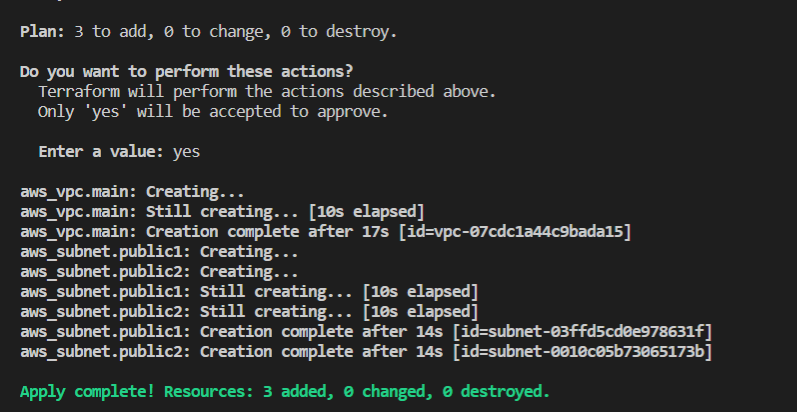 Plan: 3 to add, 0 to change, 0 to destroy.
Do you want to perform these actions?
Terraform will perform the actions described above.
Only 'yes' will be accepted to approve.
Enter a value: yes
aws_vpc.main: Creating...
aws_vpc.main: Still creating... [10s elapsed]
aws_vpc.main: Creation complete after 17s [id=vpc-07cdc1a44c9bada15]
aws_subnet.public1: Creating...
aws_subnet.public2: Creating...
aws_subnet.public1: Still creating... [10s elapsed]
aws_subnet.public2: Still creating... [10s elapsed]
aws_subnet.public1: Creation complete after 14s [id=subnet-03ffd5cd0e978631f]
aws_subnet.public2: Creation complete after 14s [id=subnet-0010c05b73065173b]
Apply complete! Resources: 3 added, 0 changed, 0 destroyed.